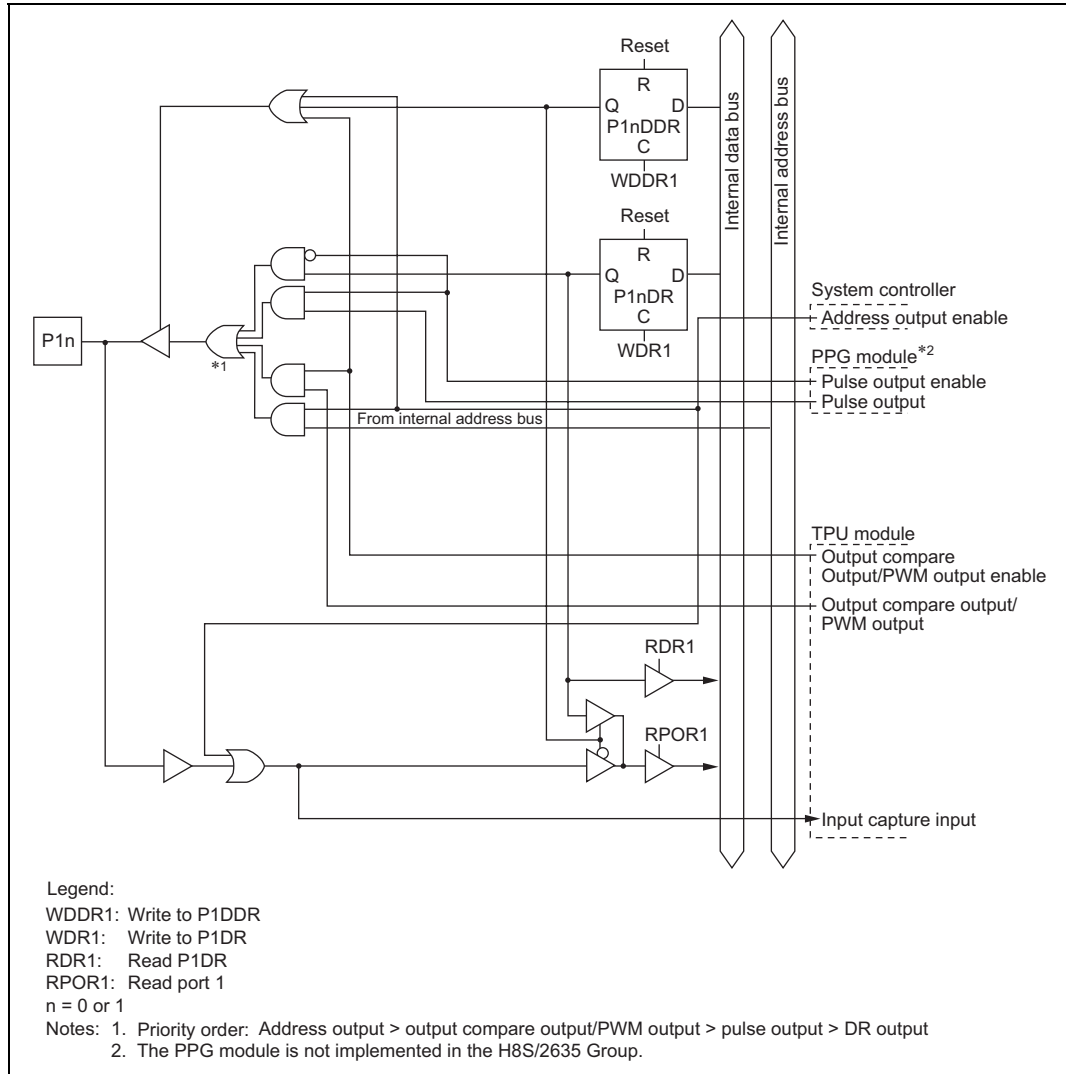 Reset
R
Q D
P1nDDR
C
WDDR1
Reset
R
Q D
P1nDR
C
WDR1
Internal data bus
Internal address bus
System controller
Address output enable
PPG module*2
Pulse output enable
Pulse output
P1n
*1
From internal address bus
TPU module
Output compare
Output/PWM output enable
Output compare output/
PWM output
RDR1
RPOR1
Input capture input
Legend:
WDDR1: Write to P1DDR
WDR1: Write to P1DR
RDR1: Read P1DR
RPOR1: Read port 1
n = 0 or 1
Notes: 1. Priority order: Address output > output compare output/PWM output > pulse output > DR output
2. The PPG module is not implemented in the H8S/2635 Group.